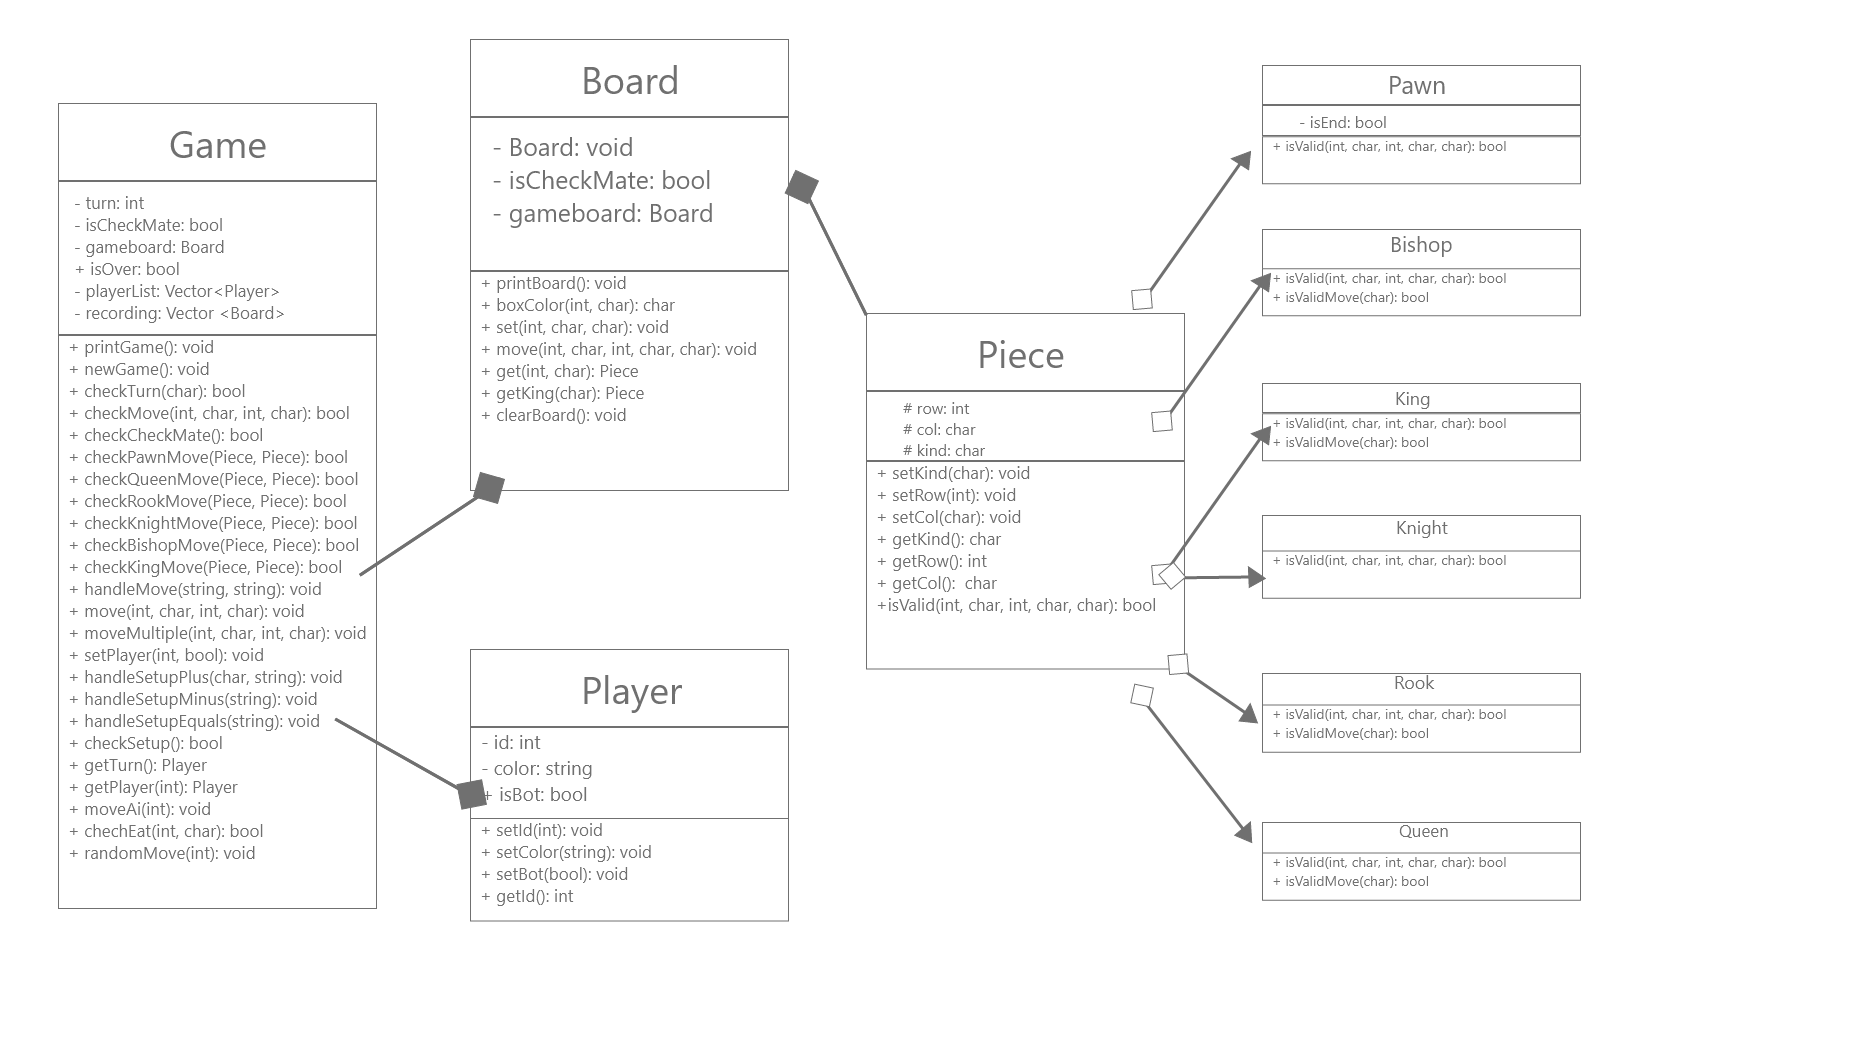 Game
- turn: int
- isCheckMate: bool
- gameboard: Board
+ isOver: bool
- playerList: Vector<Player>
- recording: Vector <Board>
+ printGame(): void
+ newGame(): void
+ checkTurn(char): bool
+ checkMove(int, char, int, char): bool
+ checkCheckMate(): bool
+ checkPawnMove(Piece, Piece): bool
+ checkQueenMove(Piece, Piece): bool
+ checkRookMove(Piece, Piece): bool
+ checkKnightMove(Piece, Piece): bool
+ checkBishopMove(Piece, Piece): bool
+ checkKingMove(Piece, Piece): bool
+ handleMove(string, string): void
+ move(int, char, int, char): void
+ moveMultiple(int, char, int, char): void
+ setPlayer(int, bool): void
+ handleSetupPlus(char, string): void
+ handleSetupMinus(string): void
+ handleSetupEquals(string): void
+ checkSetup(): bool
+ getTurn(): Player
+ getPlayer(int): Player
+ moveAi(int): void
+ chechEat(int, char): bool
+ randomMove(int): void
Board
- Board: void
- isCheckMate: bool
- gameboard: Board
+ printBoard(): void
+ boxColor(int, char): char
+ set(int, char, char): void
+ move(int, char, int, char, char): void
+ get(int, char): Piece
+ getKing(char): Piece
+ clearBoard(): void
Player
- id: int
- color: string
+ isBot: bool
+ setId(int): void
+ setColor(string): void
+ setBot(bool): void
+ getId(): int
Piece
# row: int
# col: char
# kind: char
+ setKind(char): void
+ setRow(int): void
+ setCol(char): void
+ getKind(): char
+ getRow(): int
+ getCol():  char
+isValid(int, char, int, char, char): bool
Pawn
- isEnd: bool
+ isValid(int, char, int, char, char): bool
Bishop
+ isValid(int, char, int, char, char): bool
+ isValidMove(char): bool
King
+ isValid(int, char, int, char, char): bool
+ isValidMove(char): bool
Knight
+ isValid(int, char, int, char, char): bool
Rook
+ isValid(int, char, int, char, char): bool
+ isValidMove(char): bool
Queen
+ isValid(int, char, int, char, char): bool
+ isValidMove(char): bool